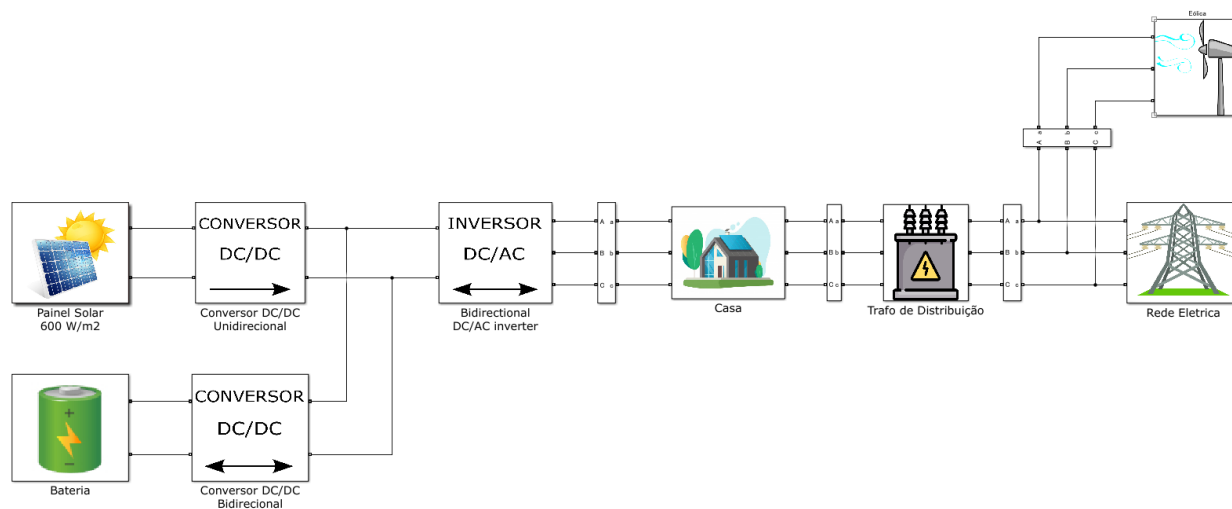 Eólica
A a
B b
C c
CONVERSOR
DC/DC
INVERSOR
DC/AC
A a
B b
C c
A a
B b
C c
A a
B b
C c
Painel Solar
600 W/m2
Conversor DC/DC
Unidirecional
Bidirectional
DC/AC inverter
Casa
Trafo de Distribuição
Rede Eletrica
CONVERSOR
DC/DC
Bateria
Conversor DC/DC
Bidirecional